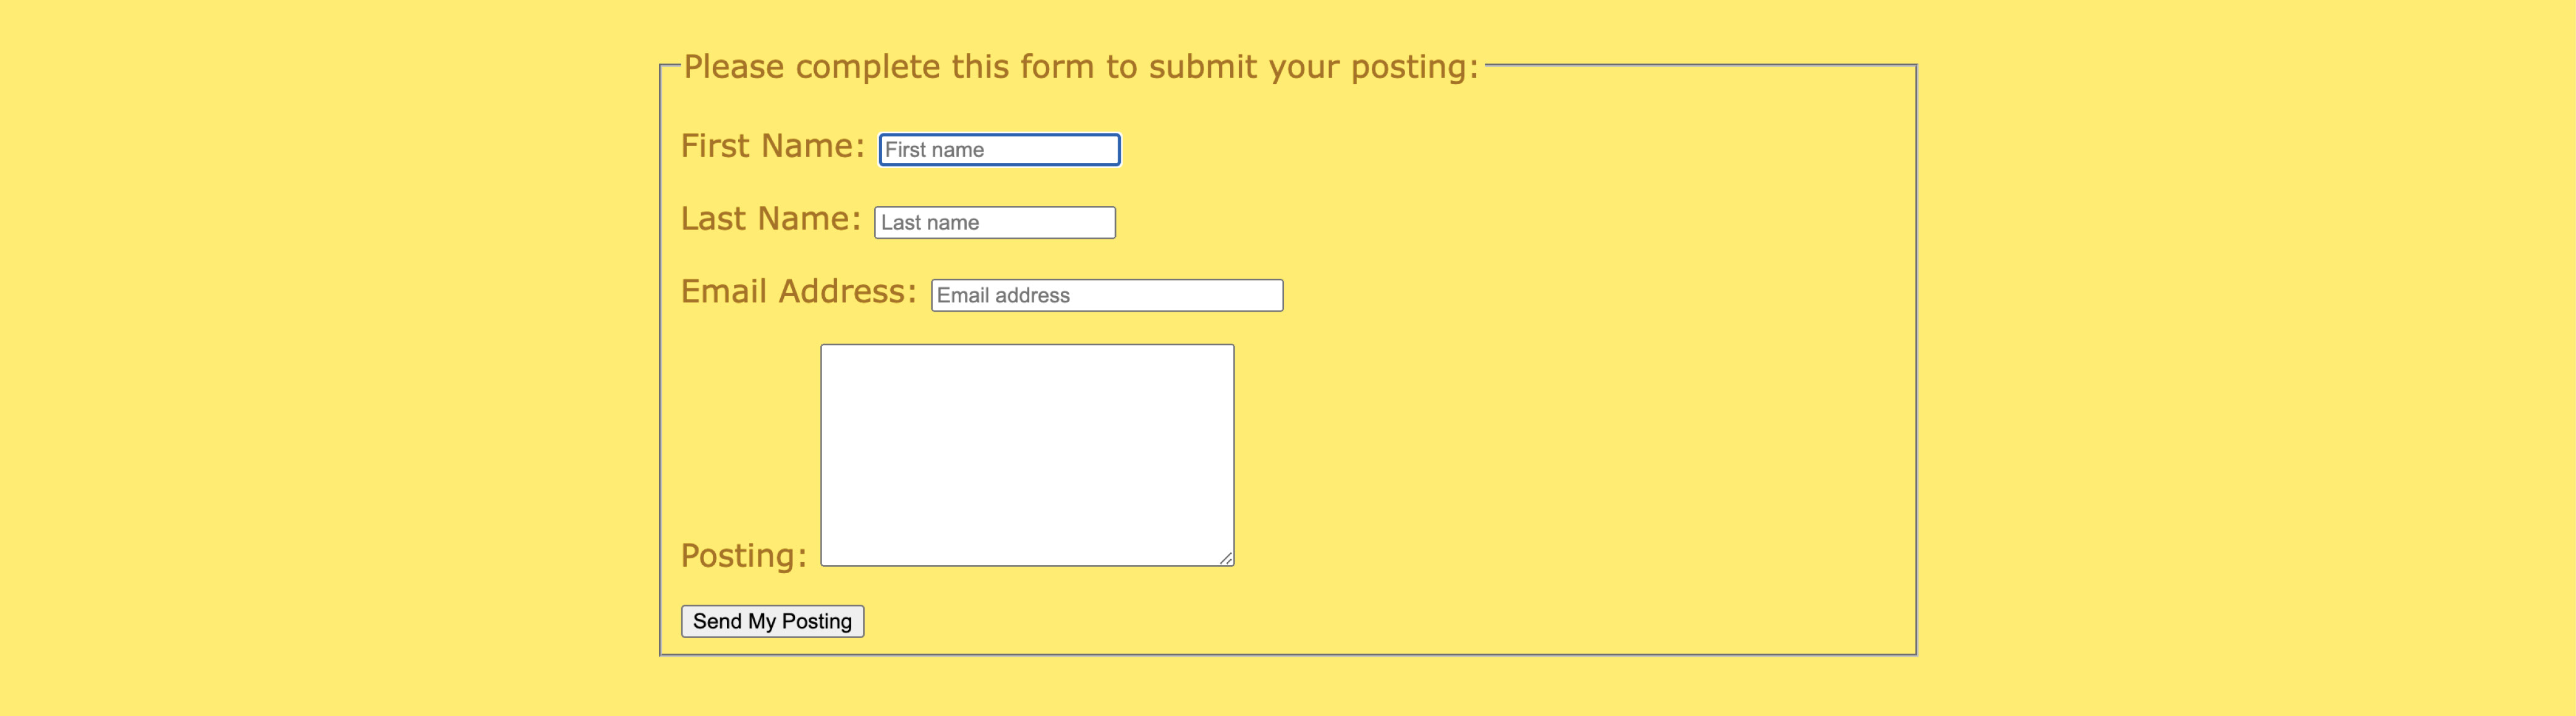 Please complete this form to submit your posting:
First Name: First name
Last Name: Last name
Email Address: Email address
Posting:
Send My Posting